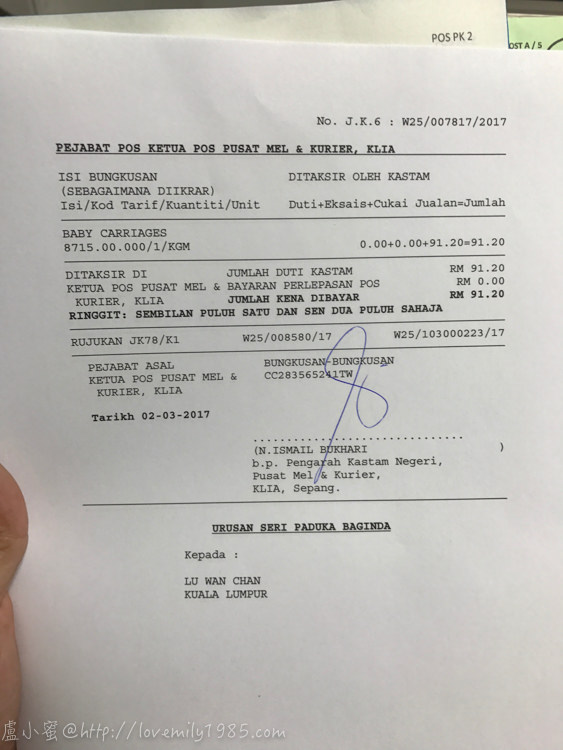 POS PK 2
OST A / 5
No. J.K.6 : W25/007817/2017
PEJABAT POS KETUA POS PUSAT MEL & KURIER, KLIA
ISI BUNGKUSAN DITAKSIR OLEH KASTAM
(SEBAGAIMANA DIIKRAR)
Isi/Kod Tarif/Kuantiti/Unit Duti+Eksais+Cukai Jualan=Jumlah
BABY CARRIAGES
8715.00.000/1/KGM 0.00+0.00+91.20=91.20
DITAKSIR DI JUMLAH DUTI KASTAM RM 91.20
KETUA POS PUSAT MEL & BAYARAN PERLEPASAN POS RM 0.00
KURIER, KLIA JUMLAH KENA DIBAYAR RM 91.20
RINGGIT: SEMBILAN PULUH SATU DAN SEN DUA PULUH SAHAJA
RUJUKAN JK78/K1 W25/008580/17 W25/103000223/17
PEJABAT ASAL BUNGKUSAN-BUNGKUSAN
KETUA POS PUSAT MEL & CC283565241TW
KURIER, KLIA
Tarikh 02-03-2017
................................
(N.ISMAIL BUKHARI )
b.p. Pengarah Kastam Negeri,
Pusat Mel & Kurier,
KLIA, Sepang.
URUSAN SERI PADUKA BAGINDA
Kepada :
LU WAN CHAN
KUALA LUMPUR
盧小蜜@http://lovemily1985.com